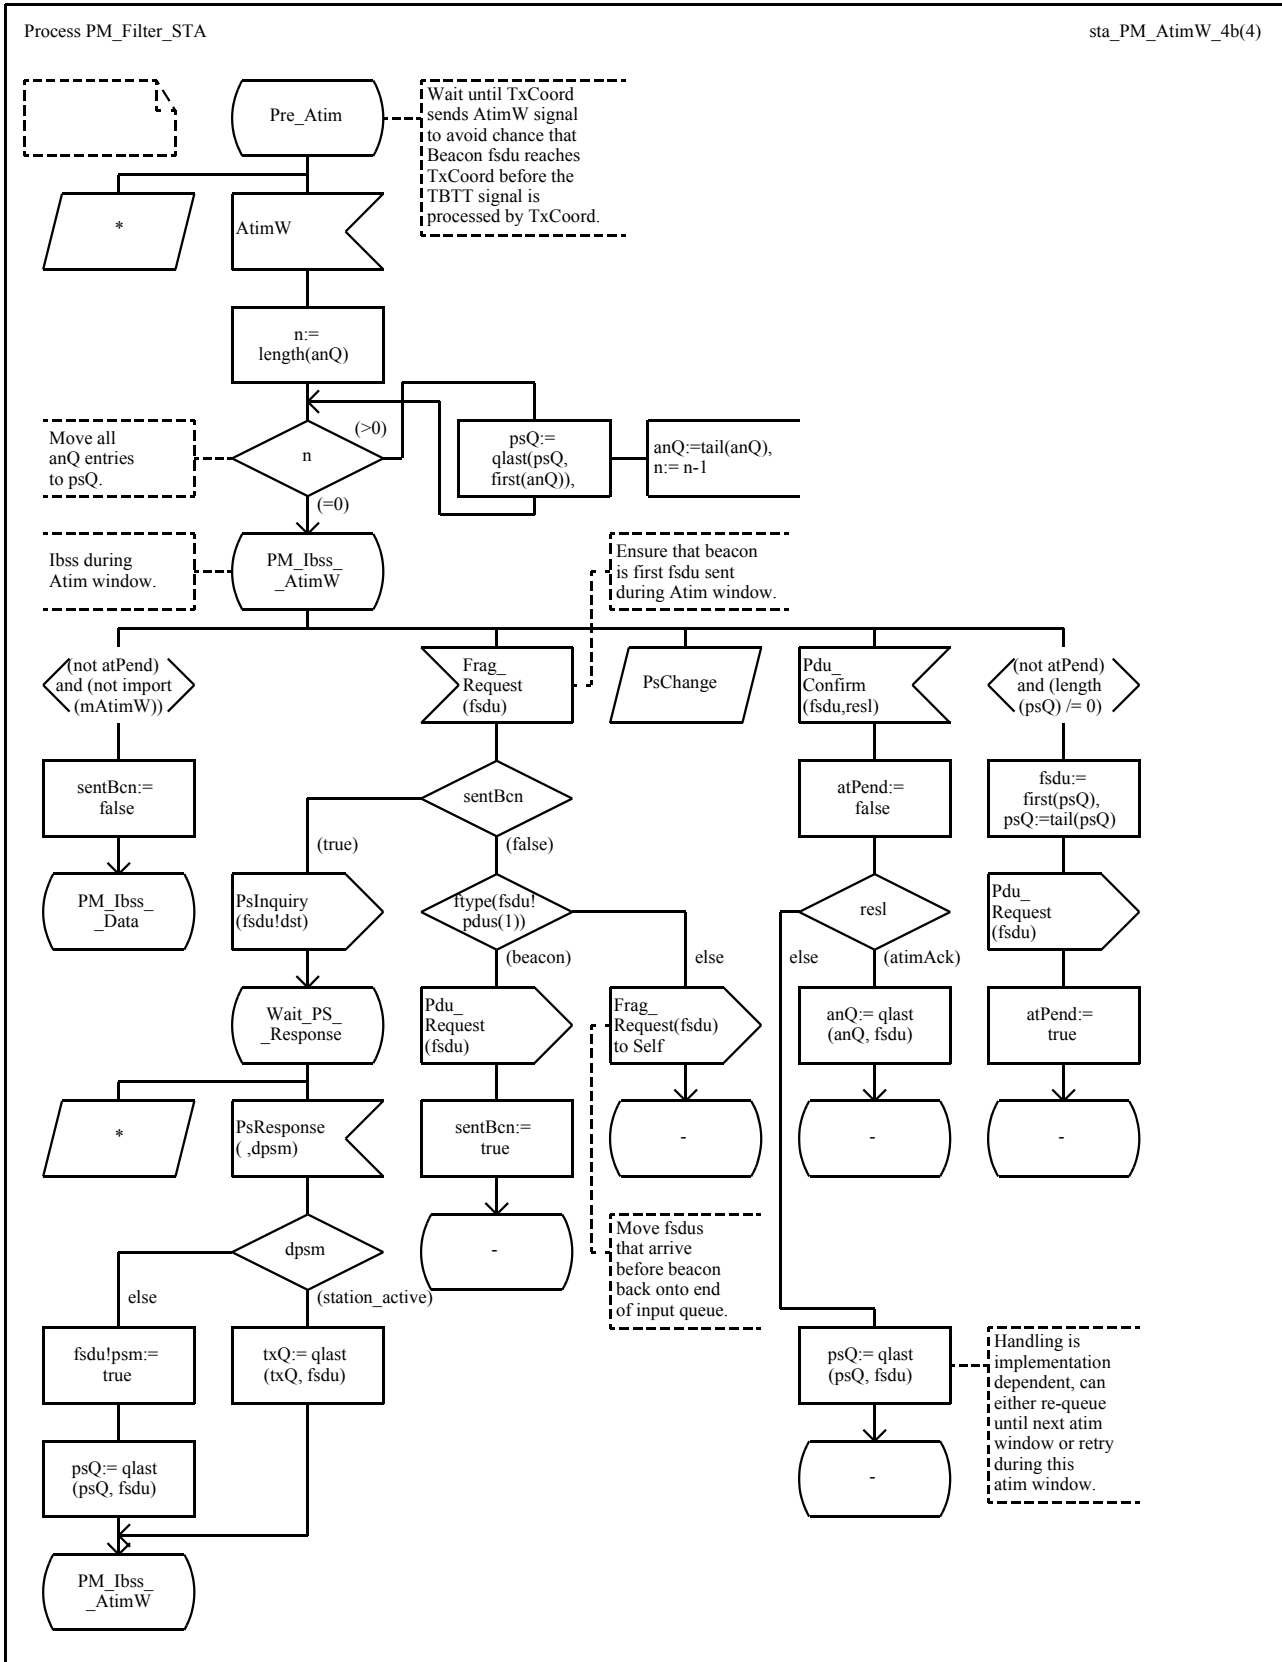 Process PM_Filter_STA
sta_PM_AtimW_4b(4)
Pre_Atim
Wait until TxCoord
sends AtimW signal
to avoid chance that
Beacon fsdu reaches
TxCoord before the
TBTT signal is
processed by TxCoord.
*
AtimW
n:=
length(anQ)
Move all
anQ entries
to psQ.
n
(>0)
(=0)
psQ:=
qlast(psQ,
first(anQ)),
anQ:=tail(anQ),
n:= n-1
Ibss during
Atim window.
PM_Ibss_
_AtimW
Ensure that beacon
is first fsdu sent
during Atim window.
(not atPend)
and (not import
(mAtimW))
Frag_
_Request
(fsdu)
PsChange
Pdu_
_Confirm
(fsdu,resl)
(not atPend)
and (length
(psQ) /= 0)
sentBcn:=
false
sentBcn
atPend:=
false
fsdu:=
first(psQ),
psQ:=tail(psQ)
(true)
(false)
PM_Ibss_
_Data
PsInquiry
(fsdu!dst)
ftype(fsdu!
pdus(1))
resl
Pdu_
_Request
(fsdu)
(beacon)
else
else
(atimAck)
Wait_PS_
_Response
Pdu_
_Request
(fsdu)
Frag_
_Request(fsdu)
to Self
anQ:= qlast
(anQ, fsdu)
atPend:=
true
*
PsResponse
( ,dpsm)
sentBcn:=
true
-
-
-
dpsm
-
Move fsdus
that arrive
before beacon
back onto end
of input queue.
else
(station_active)
fsdu!psm:=
true
txQ:= qlast
(txQ, fsdu)
psQ:= qlast
(psQ, fsdu)
Handling is
implementation
dependent, can
either re-queue
until next atim
window or retry
during this
atim window.
psQ:= qlast
(psQ, fsdu)
-
PM_Ibss_
_AtimW